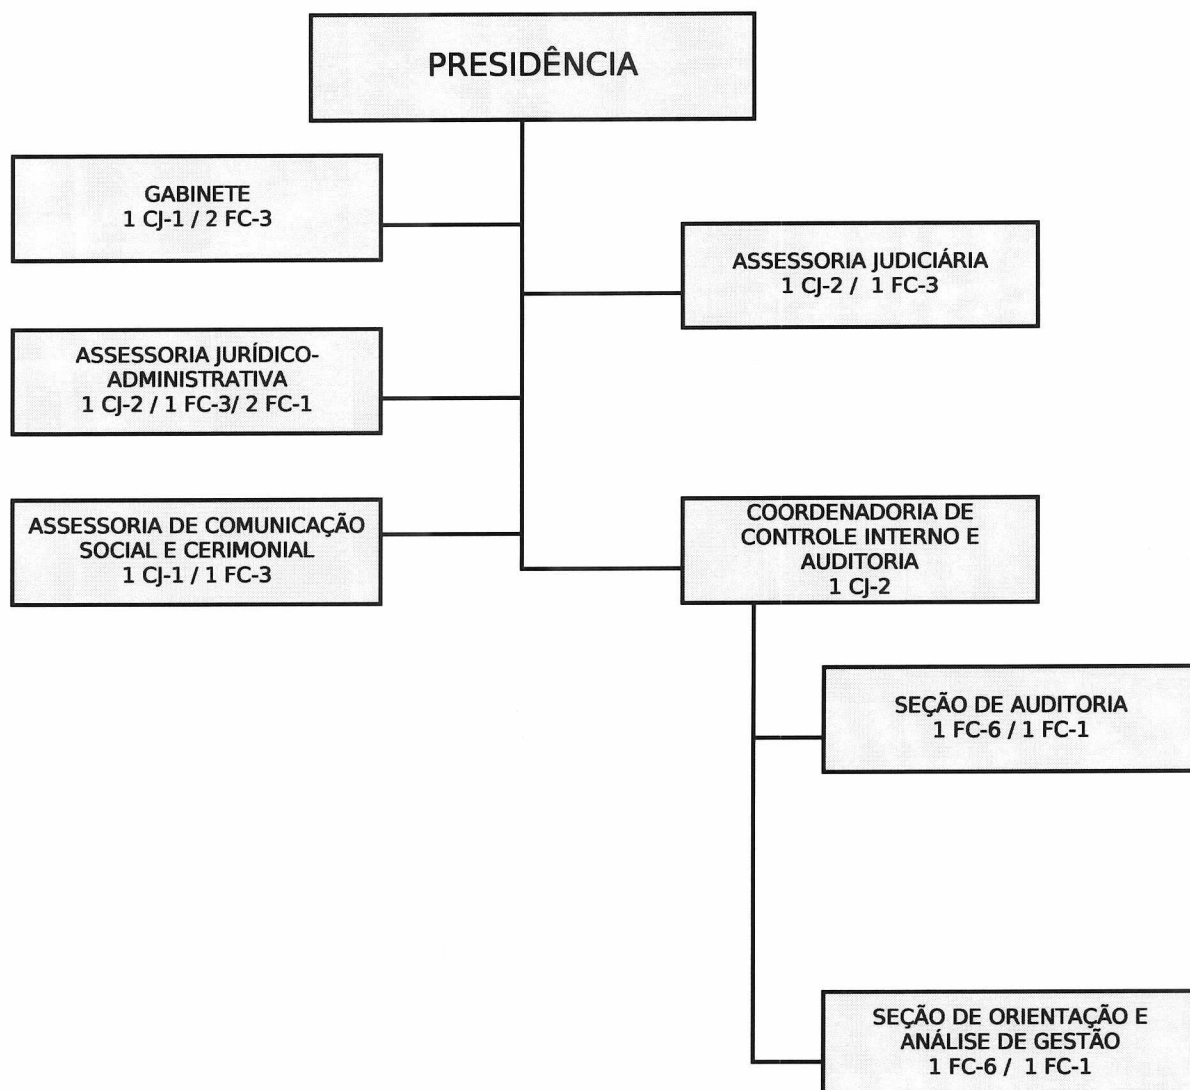 PRESIDÊNCIA
GABINETE
1 CJ-1 / 2 FC-3
ASSESSORIA JUDICIÁRIA
1 CJ-2 /  1 FC-3
ASSESSORIA JURÍDICO-
ADMINISTRATIVA
1 CJ-2 / 1 FC-3/ 2 FC-1
ASSESSORIA DE COMUNICAÇÃO
SOCIAL E CERIMONIAL
1 CJ-1 / 1 FC-3
COORDENADORIA DE
CONTROLE INTERNO E
AUDITORIA
1 CJ-2
SEÇÃO DE AUDITORIA
1 FC-6 / 1 FC-1
SEÇÃO DE ORIENTAÇÃO E
ANÁLISE DE GESTÃO
1 FC-6 /  1 FC-1